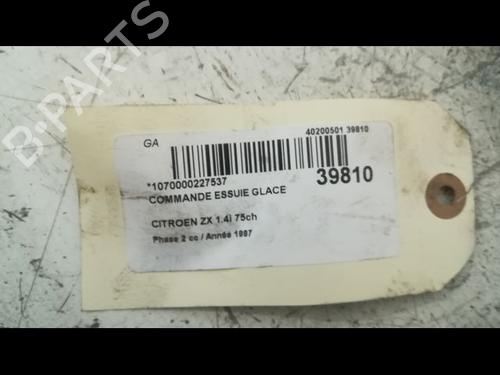 B-PARTS
GA
40200501 39810
*1070000227537
39810
COMMANDE ESSUIE GLACE
CITROEN ZX 1.4i 75ch
Phase 2 cc / Année 1997